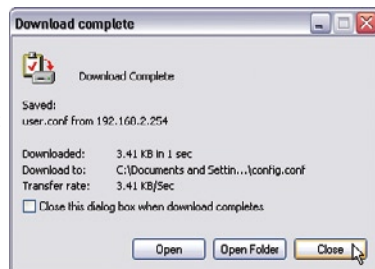 Download complete
Download Complete
Saved:
user.conf from 192.168.2.254
Downloaded: 3.41 KB in 1 sec
Download to: C:\Documents and Settin...\config.conf
Transfer rate: 3.41 KB/Sec
Close this dialog box when download completes
Open Open Folder Close